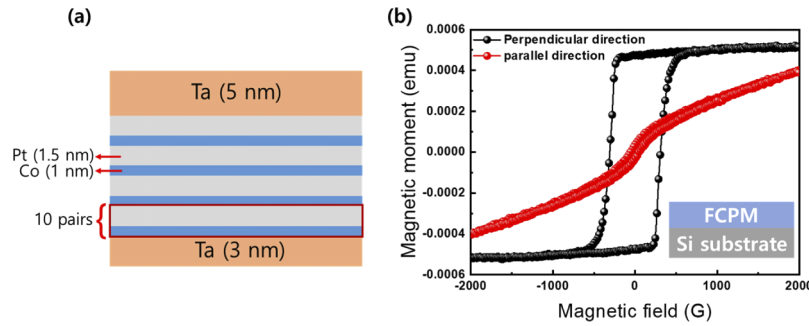 (a)
Ta (5 nm)
Pt (1.5 nm)
Co (1 nm)
10 pairs
Ta (3 nm)
(b)
Magnetic moment (emu)
0.0006
0.0004
0.0002
0.0000
-0.0002
-0.0004
-0.0006
Perpendicular direction
parallel direction
FCPM
Si substrate
-2000
-1000
0
1000
2000
Magnetic field (G)